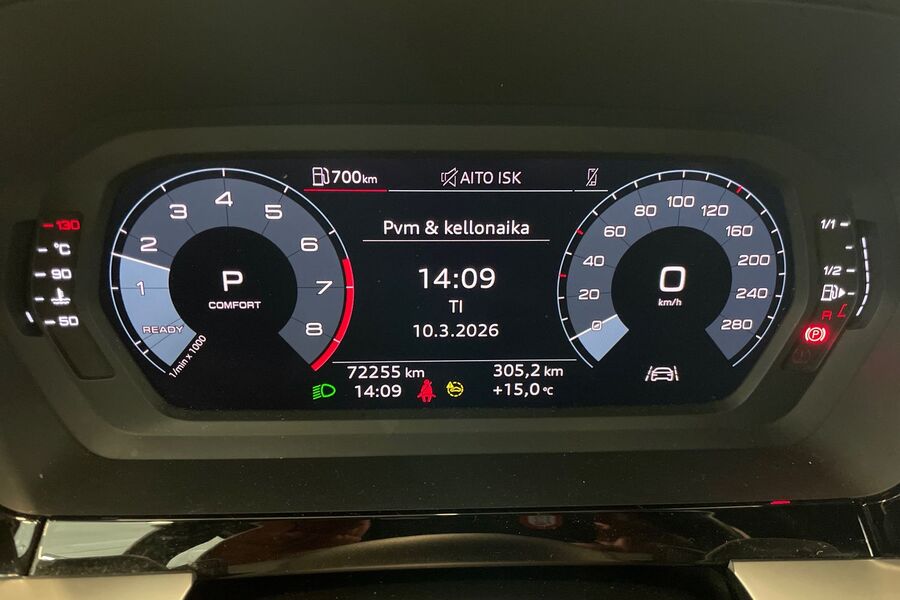 700km
AITO ISK
Pvm & kellonaika
14:09
TI
10.3.2026
72255 km
305,2 km
14:09
+15,0 °C
1
2
3
4
5
6
7
8
READY
1/min x 1000
P
COMFORT
0
20
40
60
80
100
120
160
200
240
280
0
km/h
130
°C
90
50
1/1
1/2
R
(P)